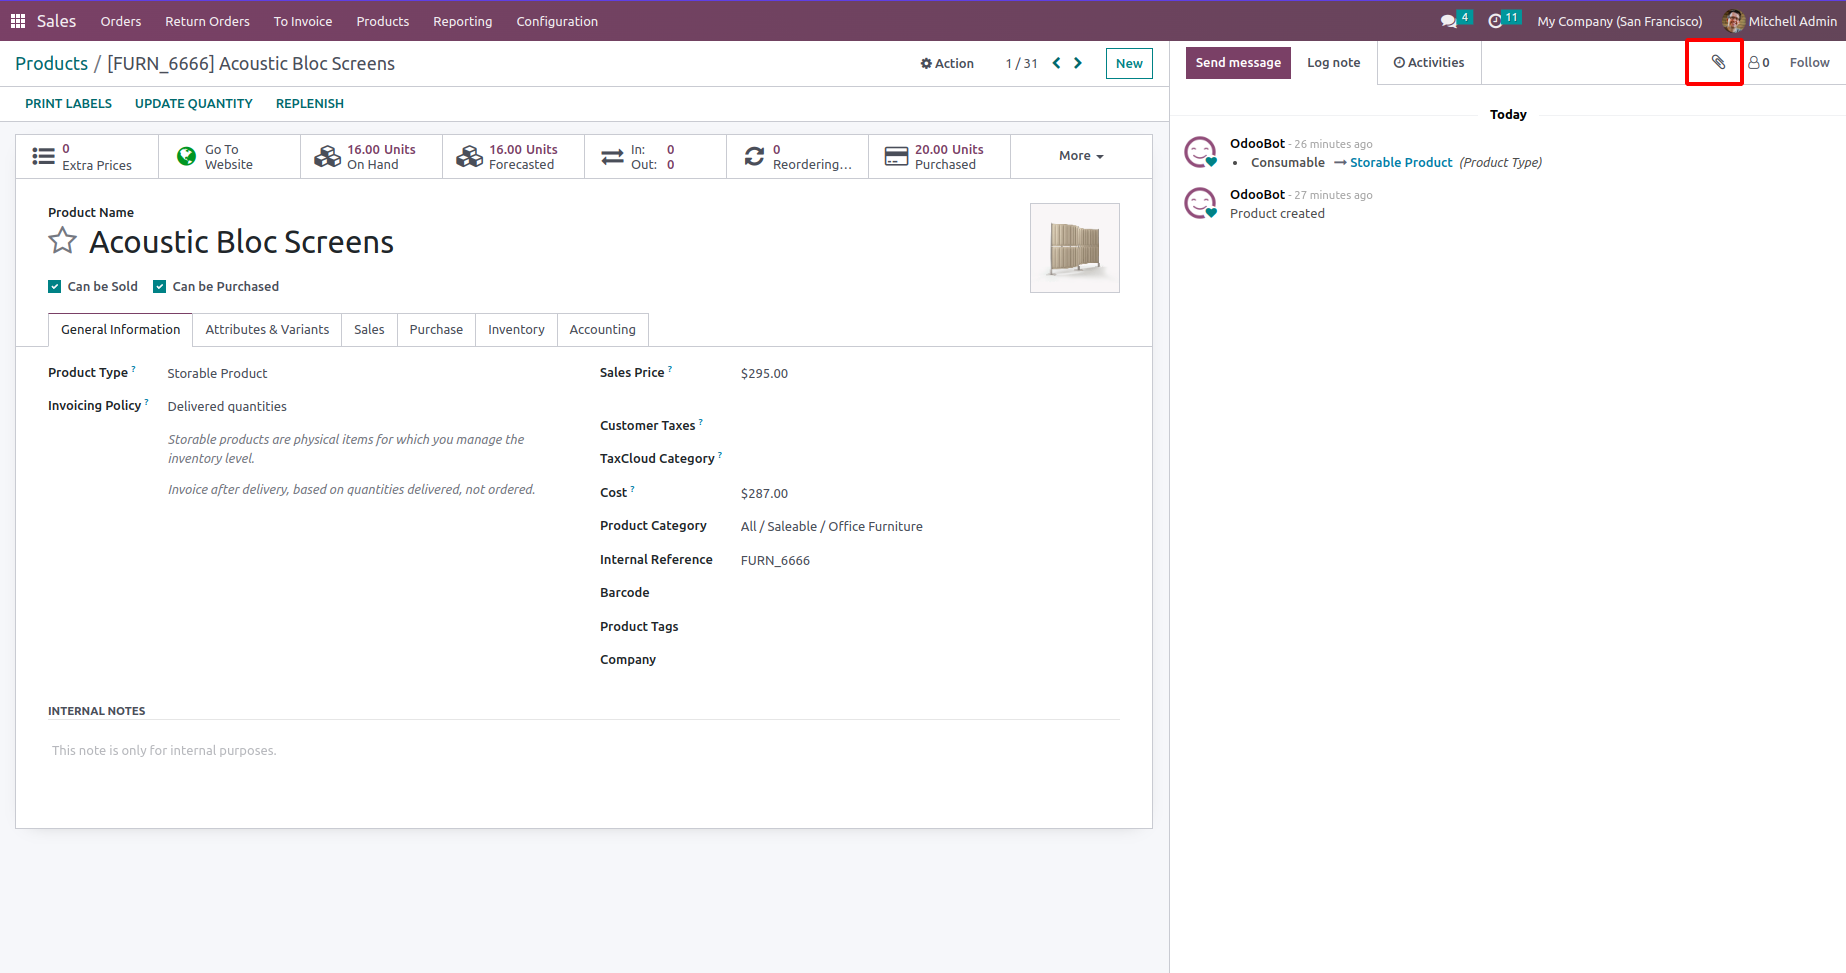 Sales Orders Return Orders To Invoice Products Reporting Configuration 4 11 My Company (San Francisco) Mitchell Admin
Products / [FURN_6666] Acoustic Bloc Screens Action 1 / 31 New
PRINT LABELS UPDATE QUANTITY REPLENISH
0
Extra Prices
Go To
Website
16.00 Units
On Hand
16.00 Units
Forecasted
In: 0
Out: 0
0
Reordering...
20.00 Units
Purchased
More
Product Name
Acoustic Bloc Screens
Can be Sold Can be Purchased
General Information Attributes & Variants Sales Purchase Inventory Accounting
Product Type ? Storable Product
Invoicing Policy ? Delivered quantities
Storable products are physical items for which you manage the
inventory level.
Invoice after delivery, based on quantities delivered, not ordered.
Sales Price ? $295.00
Customer Taxes ?
TaxCloud Category ?
Cost ? $287.00
Product Category All / Saleable / Office Furniture
Internal Reference FURN_6666
Barcode
Product Tags
Company
INTERNAL NOTES
This note is only for internal purposes.
Send message Log note Activities 0 Follow
Today
OdooBot - 26 minutes ago
• Consumable → Storable Product (Product Type)
OdooBot - 27 minutes ago
Product created